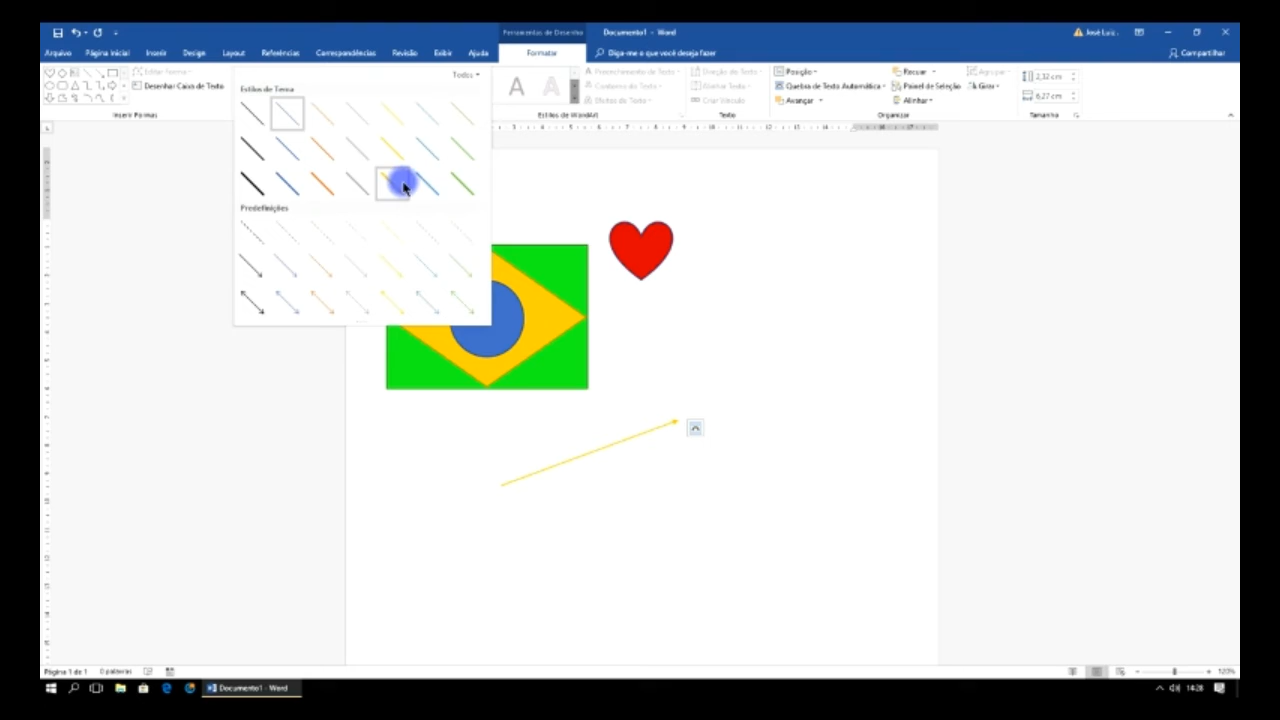 Ferramentas de Desenho
Documento1 - Word
José Luis
Arquivo Página Inicial Inserir Design Layout Referências Correspondências Revisão Exibir Ajuda Formatar Diga-me o que você deseja fazer Compartilhar
Editar Forma
Desenhar Caixa de Texto
Inserir Formas
Todos
Estilos de Tema
Predefinições
A A
Preenchimento de Texto
Contorno de Texto
Efeitos de Texto
Estilos de WordArt
Direção do Texto
Alinhar Texto
Criar Vínculo
Texto
Posição
Quebra de Texto Automática
Avançar
Recuar
Painel de Seleção
Alinhar
Agrupar
Girar
Organizar
2,32 cm
6,27 cm
Tamanho
Página 1 de 1 0 palavras
120%
Documento1 - Word
14:28